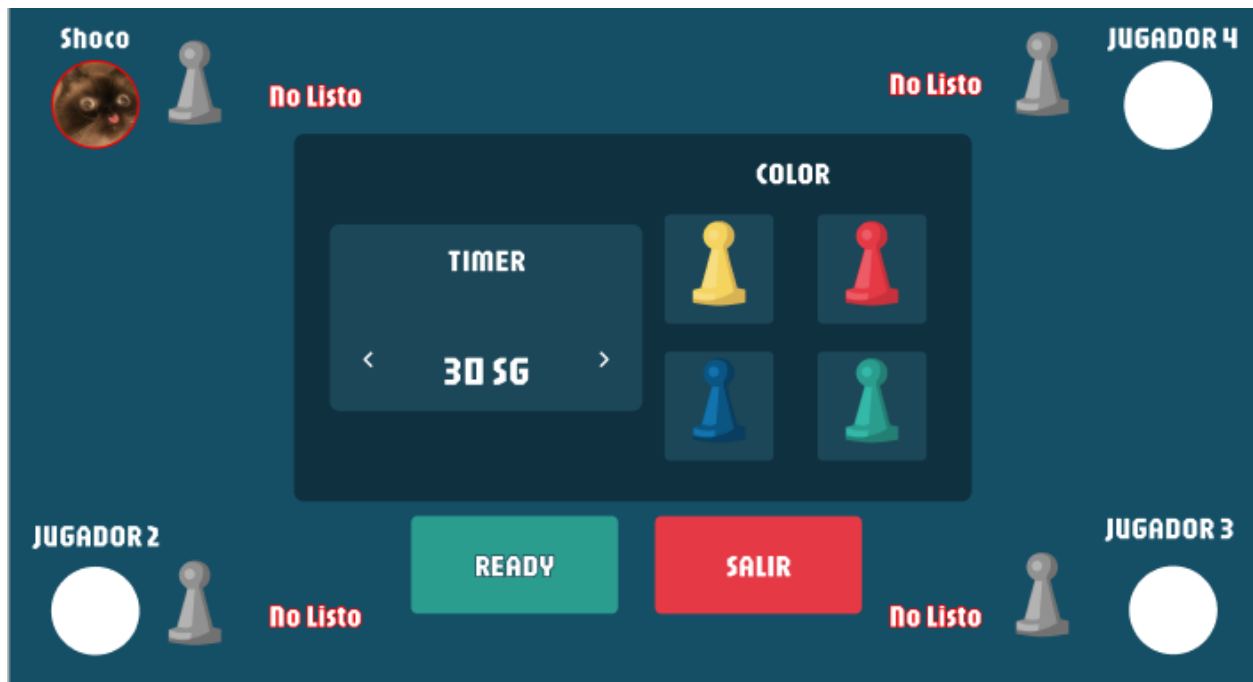 Shoco
No Listo
No Listo
JUGADOR 4
COLOR
TIMER
< 30 SG >
JUGADOR 2
No Listo
READY
SALIR
No Listo
JUGADOR 3